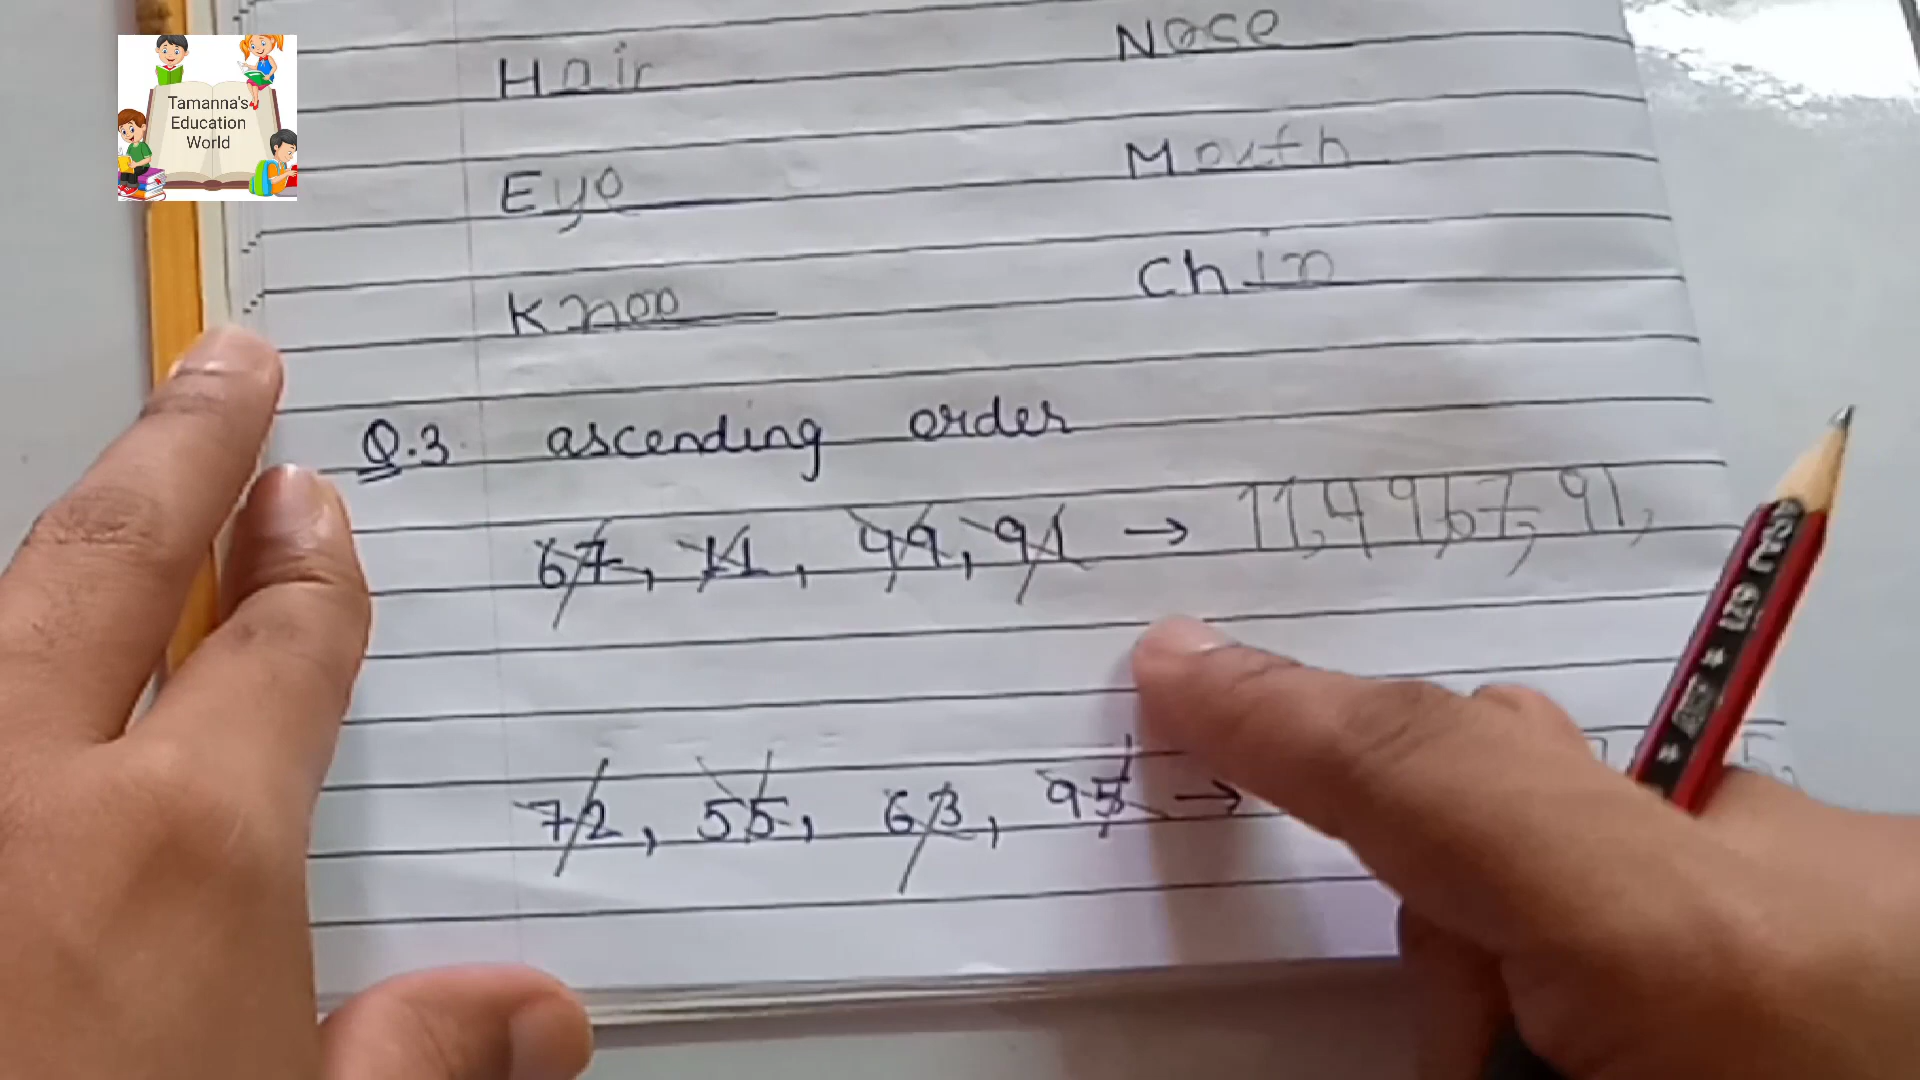 Tamanna's
Education
World
Hair Nose
Eye Mouth
Knee Chin
Q.3. ascending order
67, 11, 49, 91 → 11, 49, 67, 91,
72, 55, 63, 95 →